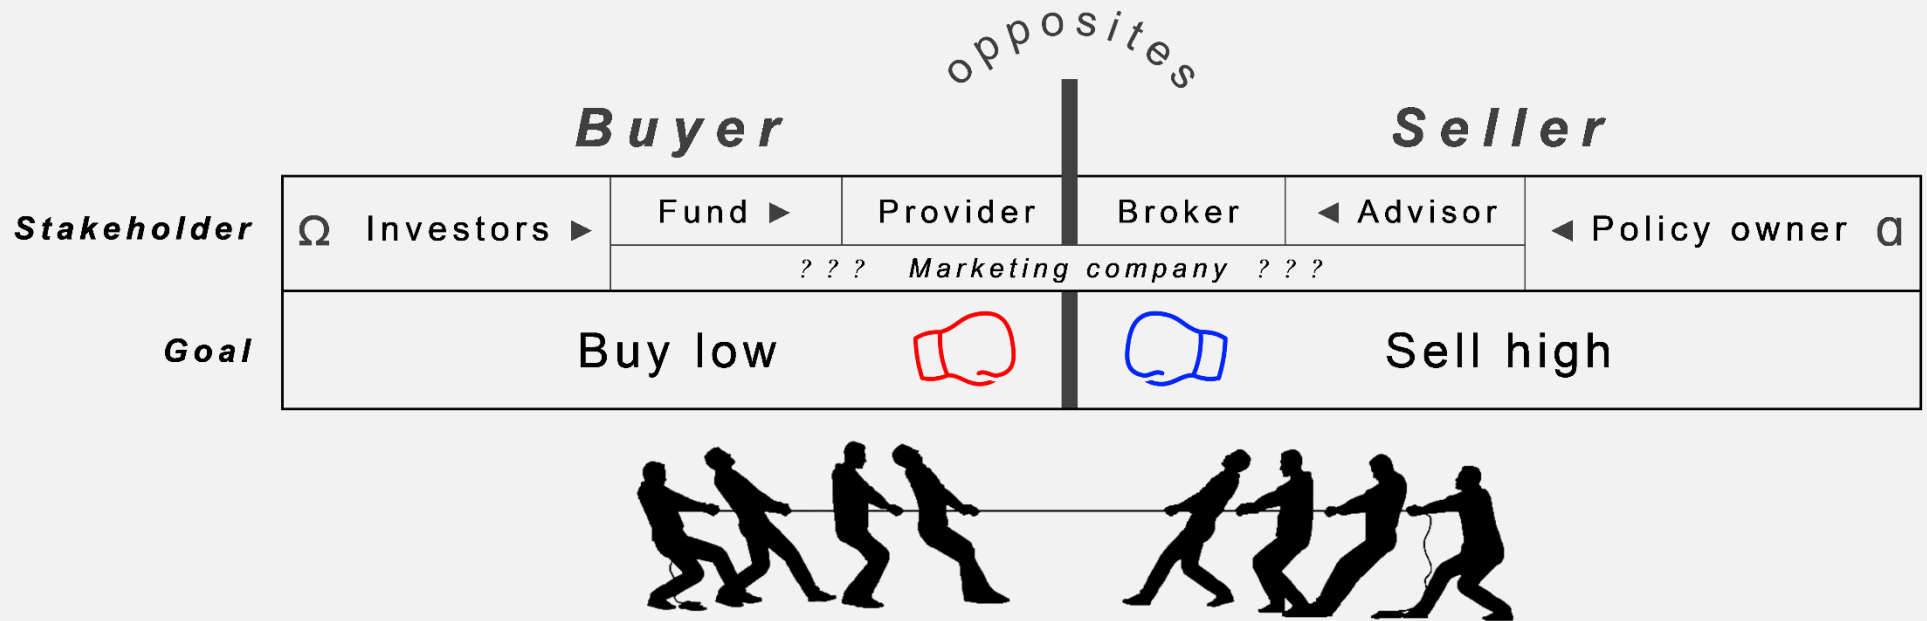 opposites
Buyer Seller
Stakeholder Ω Investors ▶ Fund ▶ Provider Broker ◀ Advisor ◀ Policy owner α
? ? ? Marketing company ? ? ?
Goal Buy low Sell high